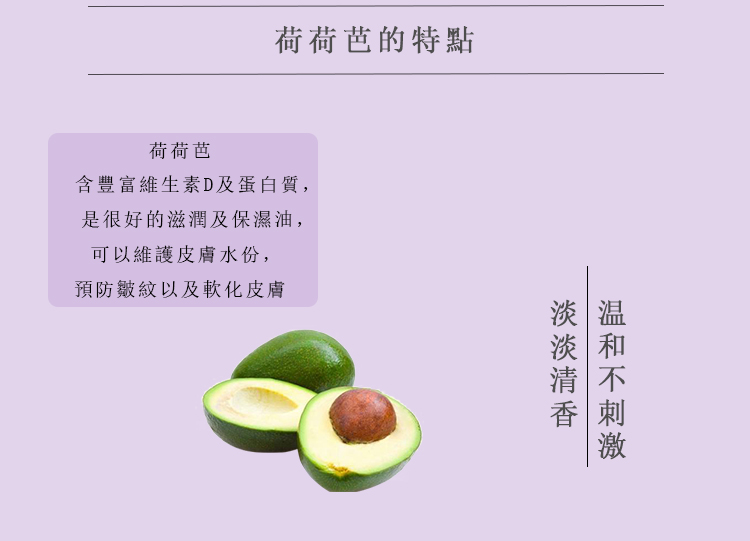 荷荷芭的特點
荷荷芭
含豐富維生素D及蛋白質，
是很好的滋潤及保濕油，
可以維護皮膚水份，
預防皺紋以及軟化皮膚
温和不刺激
淡淡清香